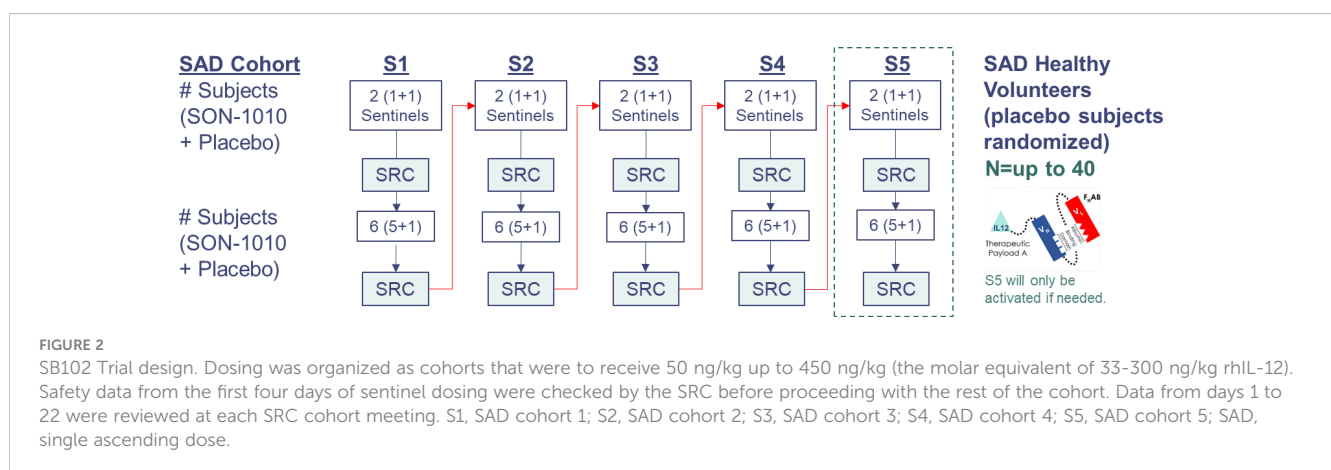 SAD Cohort
# Subjects
(SON-1010
+ Placebo)
# Subjects
(SON-1010
+ Placebo)
S1
2 (1+1)
Sentinels
SRC
6 (5+1)
SRC
S2
2 (1+1)
Sentinels
SRC
6 (5+1)
SRC
S3
2 (1+1)
Sentinels
SRC
6 (5+1)
SRC
S4
2 (1+1)
Sentinels
SRC
6 (5+1)
SRC
S5
2 (1+1)
Sentinels
SRC
6 (5+1)
SRC
SAD Healthy
Volunteers
(placebo subjects
randomized)
N=up to 40
IL12
Therapeutic
Payload A
Albumin
Binding
Domain
S5 will only be
activated if needed.
FIGURE 2
SB102 Trial design. Dosing was organized as cohorts that were to receive 50 ng/kg up to 450 ng/kg (the molar equivalent of 33-300 ng/kg rhIL-12).
Safety data from the first four days of sentinel dosing were checked by the SRC before proceeding with the rest of the cohort. Data from days 1 to
22 were reviewed at each SRC cohort meeting. S1, SAD cohort 1; S2, SAD cohort 2; S3, SAD cohort 3; S4, SAD cohort 4; S5, SAD cohort 5; SAD,
single ascending dose.